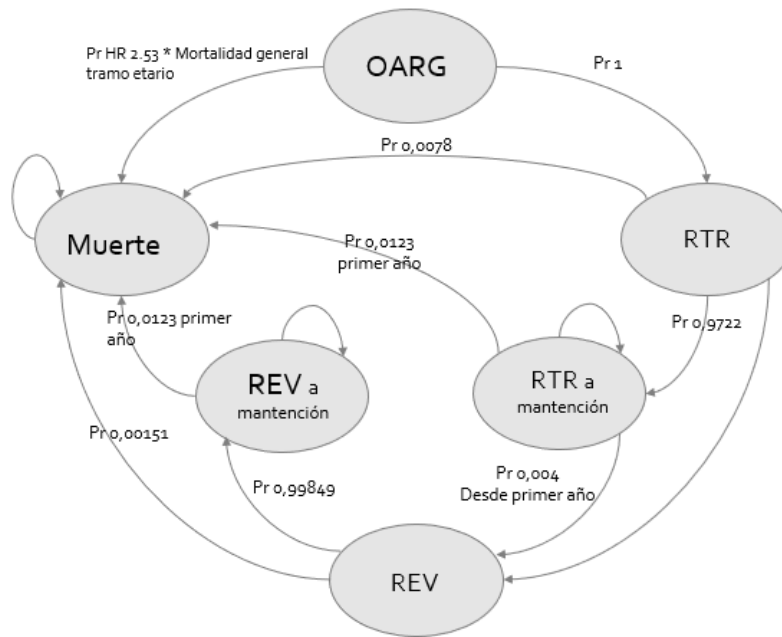 Pr HR 2.53 * Mortalidad general
tramo etario
OARG
Pr 1
Pr 0,0078
Muerte
RTR
Pr 0,0123
primer año
Pr 0,0123 primer
año
Pr 0,9722
REV a
mantención
RTR a
mantención
Pr 0,00151
Pr 0,99849
Pr 0,004
Desde primer año
REV